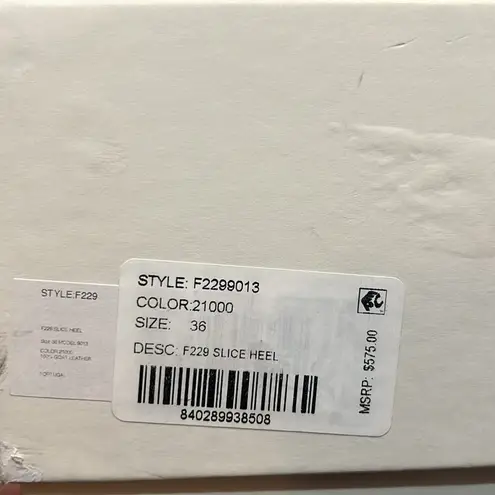 STYLE:F229
F229 SLICE HEEL
COLOR:21000
100% GOAT LEATHER
STYLE: F2299013
COLOR:21000
SIZE: 36
DESC: F229 SLICE HEEL
840289938508
MSRP: $575.00